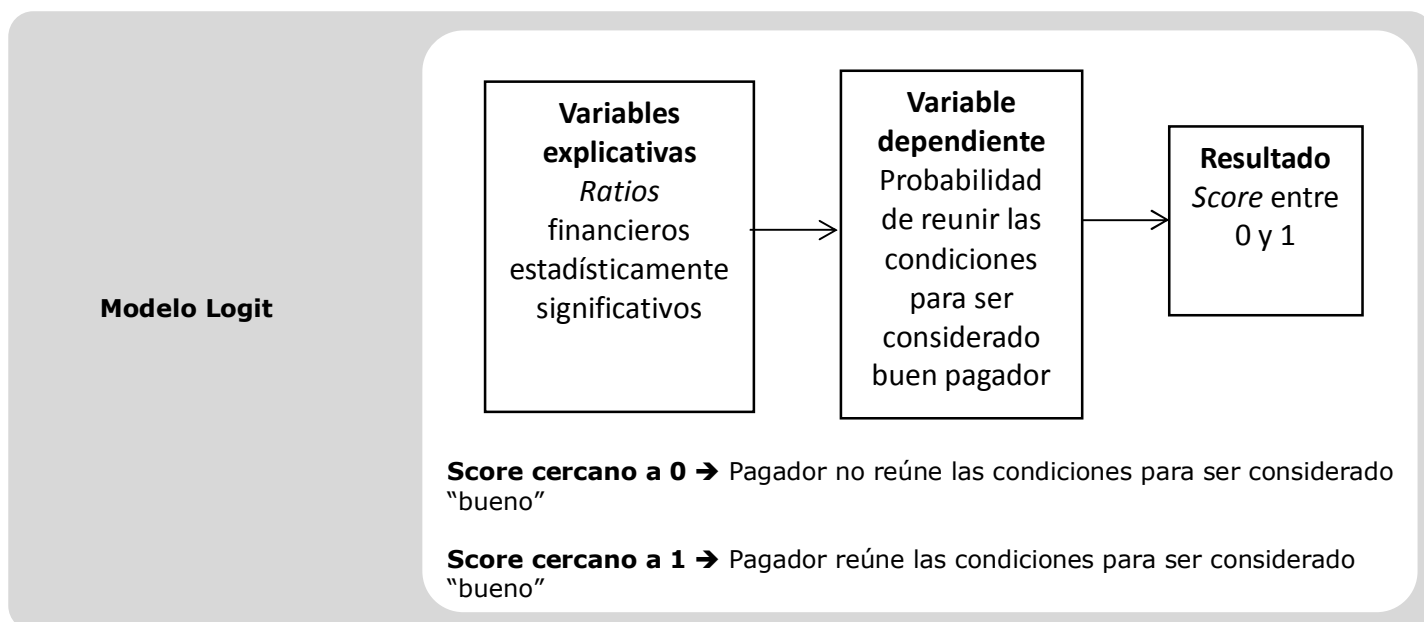 Modelo Logit
Variables
explicativas
Ratios
financieros
estadísticamente
significativos
Variable
dependiente
Probabilidad
de reunir las
condiciones
para ser
considerado
buen pagador
Resultado
Score entre
0 y 1
Score cercano a 0 ➔ Pagador no reúne las condiciones para ser considerado
“bueno”
Score cercano a 1 ➔ Pagador reúne las condiciones para ser considerado
“bueno”